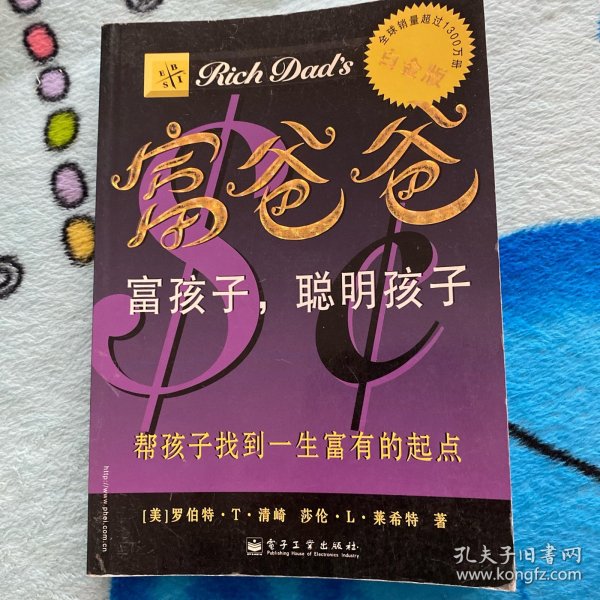 全球销量超过1300万册
白金版
E B S I
Rich Dad's
富爸爸
富孩子，聪明孩子
帮孩子找到一生富有的起点
[美]罗伯特·T·清崎 莎伦·L·莱希特 著
电子工业出版社
Publishing House of Electronics Industry
http://www.phei.com.cn
孔夫子旧书网
www.kongfz.com